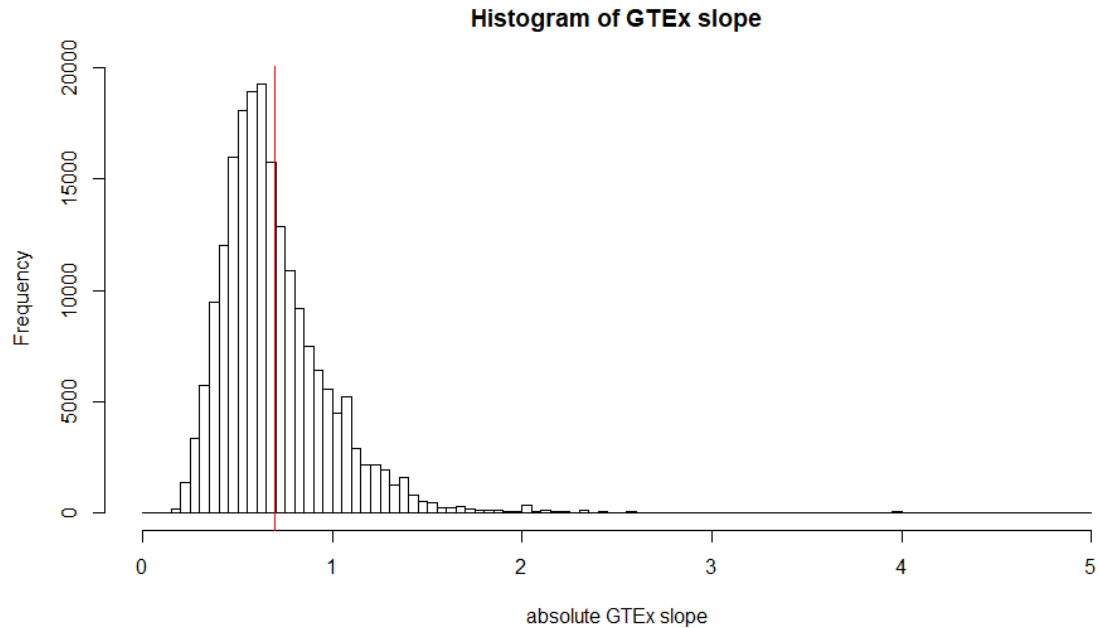 Histogram of GTEx slope
Frequency
20000
15000
10000
5000
0
0 1 2 3 4 5
absolute GTEx slope